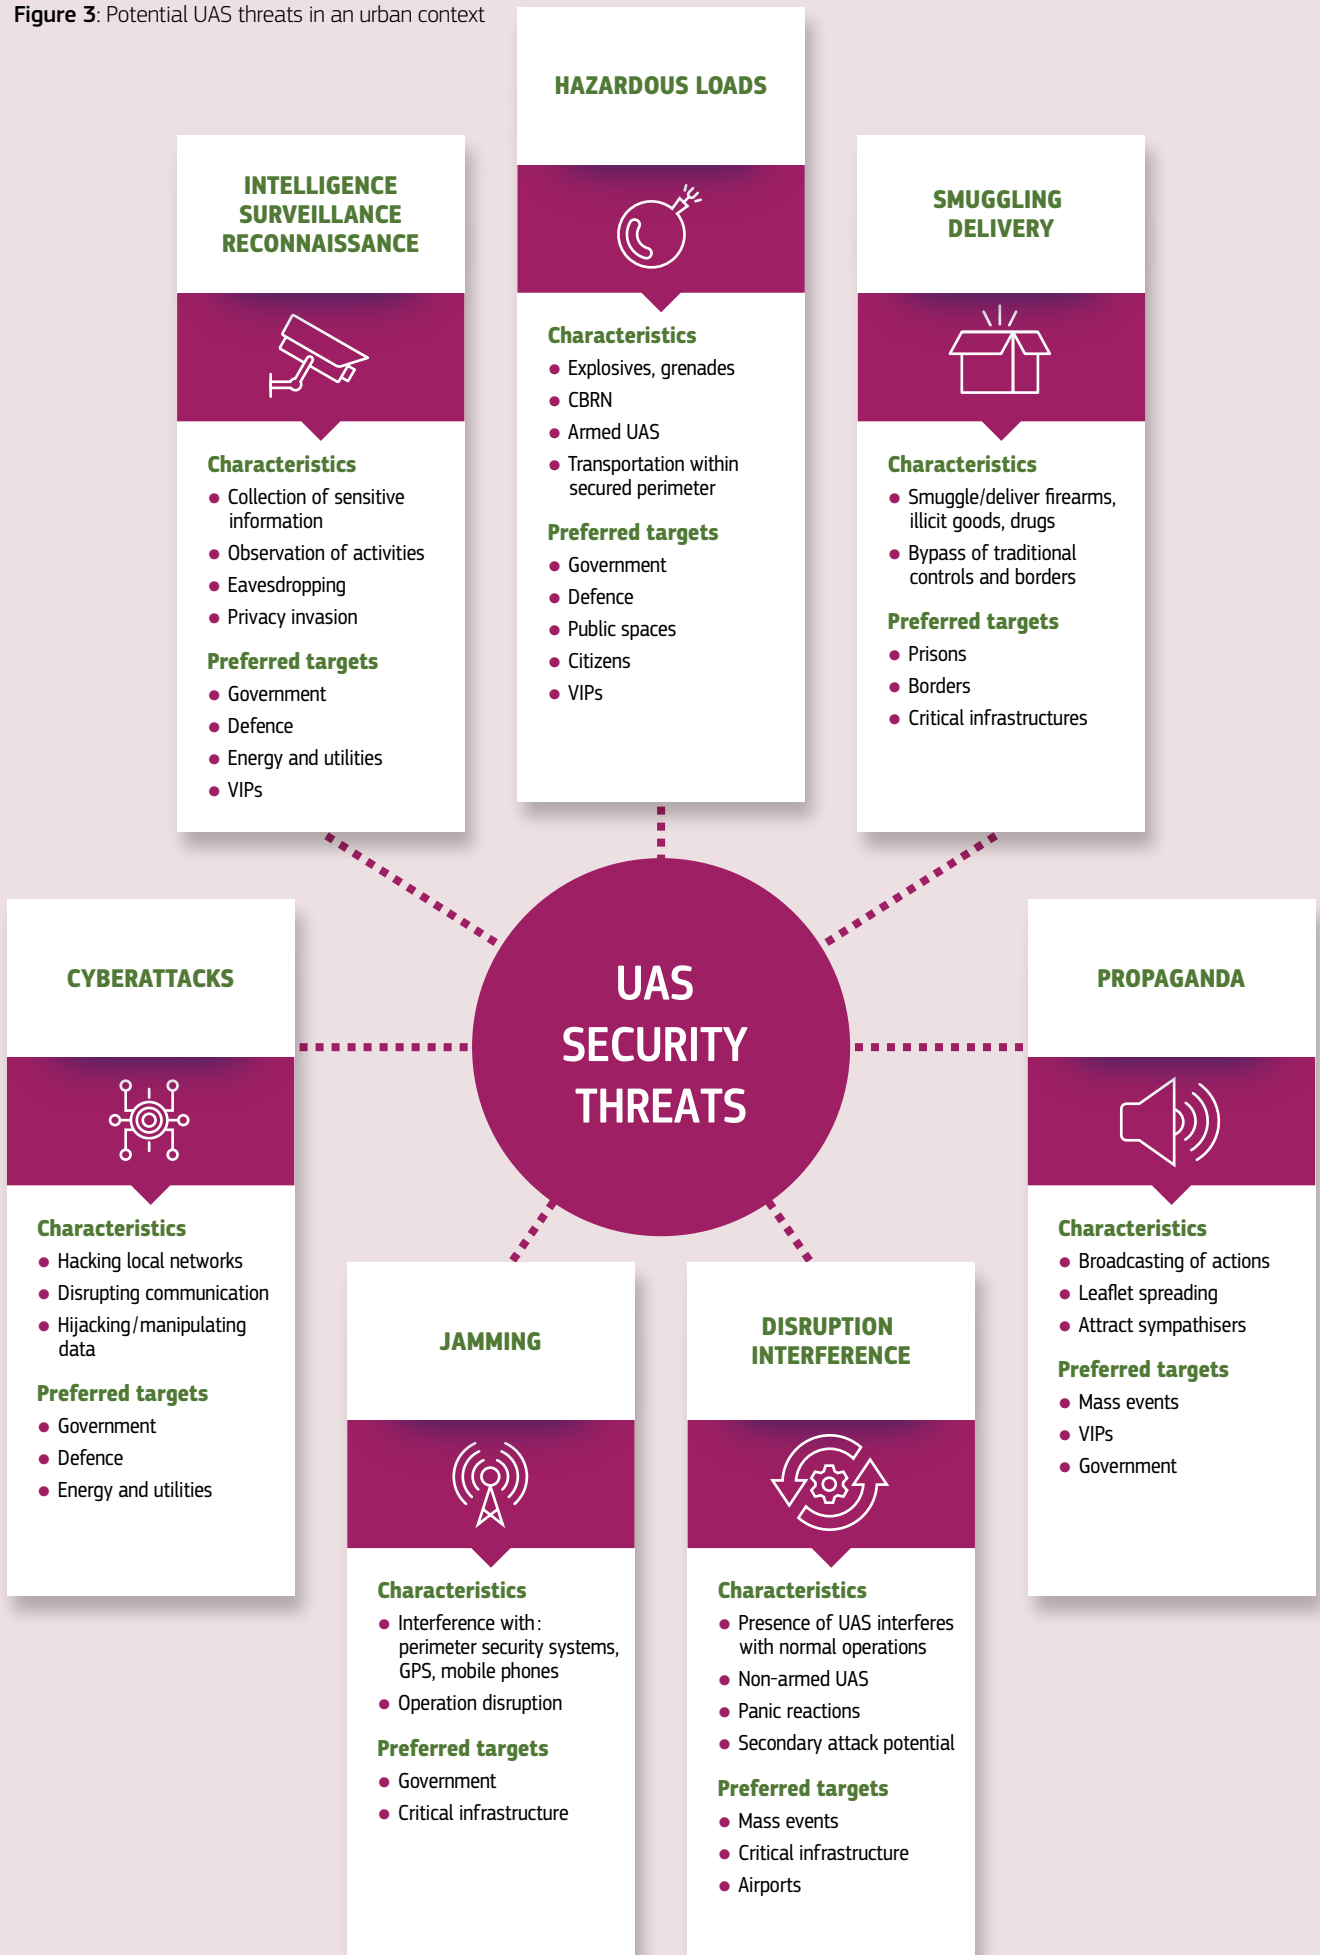 Figure 3: Potential UAS threats in an urban context
HAZARDOUS LOADS
Characteristics
Explosives, grenades
CBRN
Armed UAS
Transportation within
secured perimeter
Preferred targets
Government
Defence
Public spaces
Citizens
VIPs
INTELLIGENCE
SURVEILLANCE
RECONNAISSANCE
Characteristics
Collection of sensitive
information
Observation of activities
Eavesdropping
Privacy invasion
Preferred targets
Government
Defence
Energy and utilities
VIPs
SMUGGLING
DELIVERY
Characteristics
Smuggle/deliver firearms,
illicit goods, drugs
Bypass of traditional
controls and borders
Preferred targets
Prisons
Borders
Critical infrastructures
UAS
SECURITY
THREATS
CYBERATTACKS
Characteristics
Hacking local networks
Disrupting communication
Hijacking/manipulating
data
Preferred targets
Government
Defence
Energy and utilities
PROPAGANDA
Characteristics
Broadcasting of actions
Leaflet spreading
Attract sympathisers
Preferred targets
Mass events
VIPs
Government
JAMMING
Characteristics
Interference with:
perimeter security systems,
GPS, mobile phones
Operation disruption
Preferred targets
Government
Critical infrastructure
DISRUPTION
INTERFERENCE
Characteristics
Presence of UAS interferes
with normal operations
Non-armed UAS
Panic reactions
Secondary attack potential
Preferred targets
Mass events
Critical infrastructure
Airports